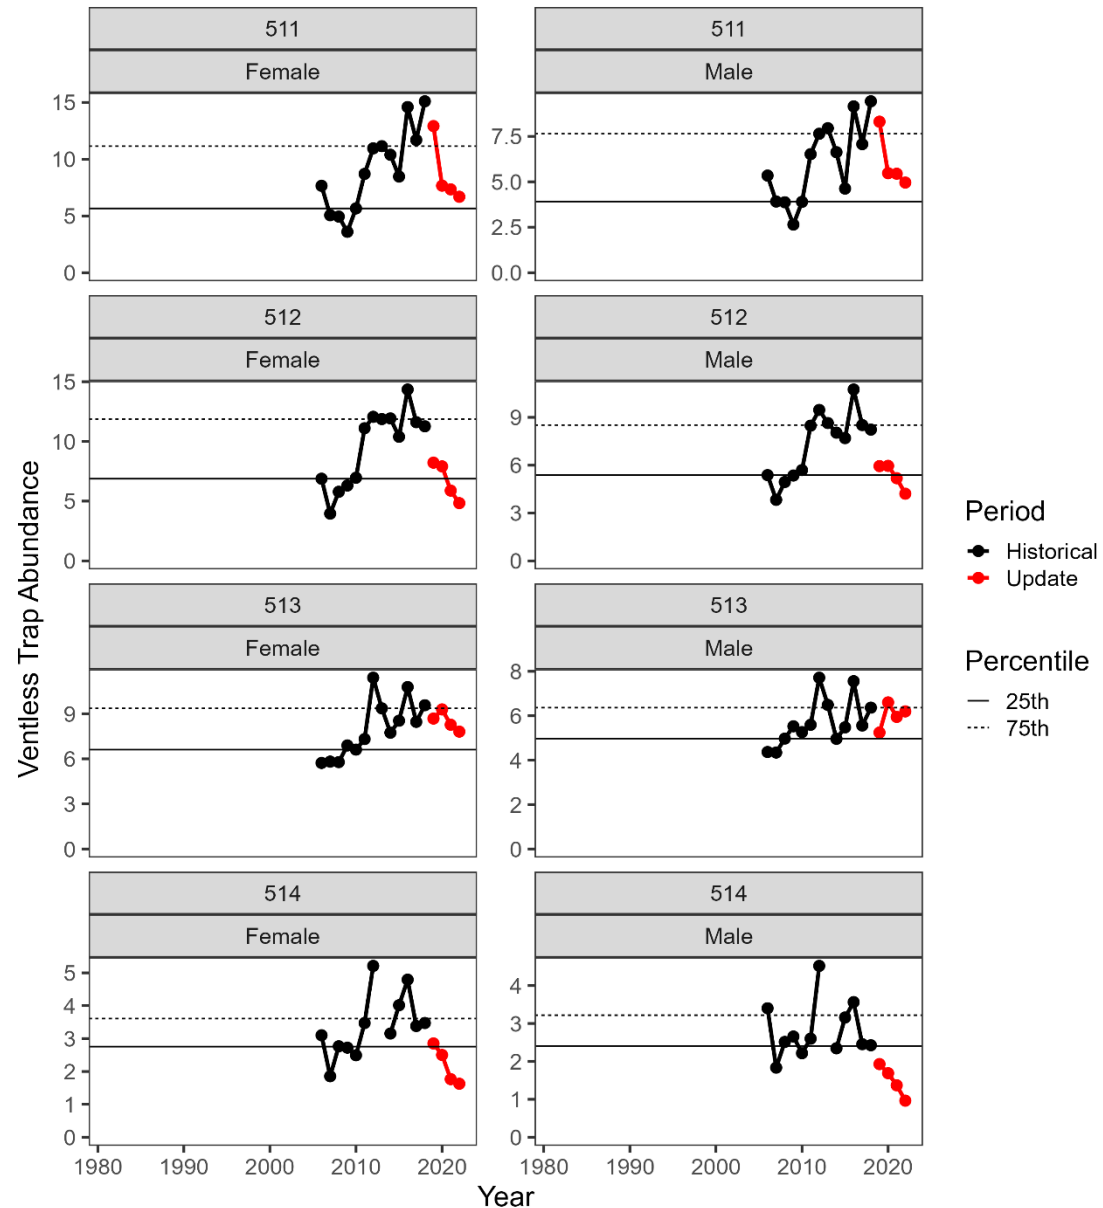 511
511
Female
Male
15
10
5
0
7.5
5.0
2.5
0.0
512
512
Female
Male
15
10
5
0
9
6
3
0
513
513
Female
Male
9
6
3
0
8
6
4
2
0
514
514
Female
Male
5
4
3
2
1
0
4
3
2
1
0
1980 1990 2000 2010 2020
1980 1990 2000 2010 2020
Year
Ventless Trap Abundance
Period
Historical
Update
Percentile
25th
75th